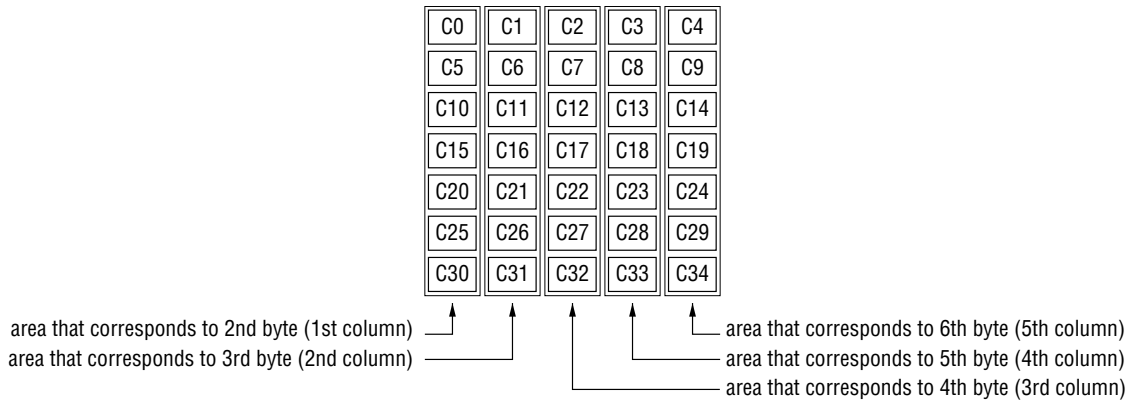 C0 C1 C2 C3 C4
C5 C6 C7 C8 C9
C10 C11 C12 C13 C14
C15 C16 C17 C18 C19
C20 C21 C22 C23 C24
C25 C26 C27 C28 C29
C30 C31 C32 C33 C34
area that corresponds to 2nd byte (1st column)
area that corresponds to 3rd byte (2nd column)
area that corresponds to 6th byte (5th column)
area that corresponds to 5th byte (4th column)
area that corresponds to 4th byte (3rd column)